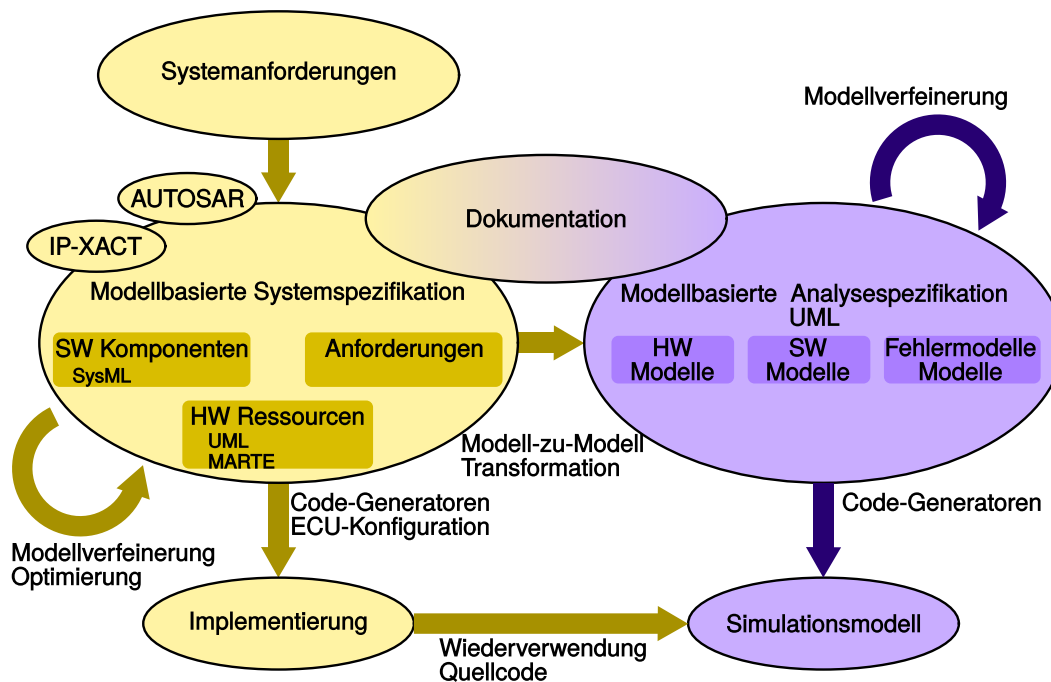 Systemanforderungen
Modellverfeinerung
AUTOSAR
IP-XACT
Dokumentation
Modellbasierte Systemspezifikation
SW Komponenten
SysML
Anforderungen
HW Ressourcen
UML
MARTE
Modellbasierte Analysespezifikation
UML
HW
Modelle
SW
Modelle
Fehlermodelle
Modelle
Modell-zu-Modell
Transformation
Modellverfeinerung
Optimierung
Code-Generatoren
ECU-Konfiguration
Code-Generatoren
Implementierung
Wiederverwendung
Quellcode
Simulationsmodell